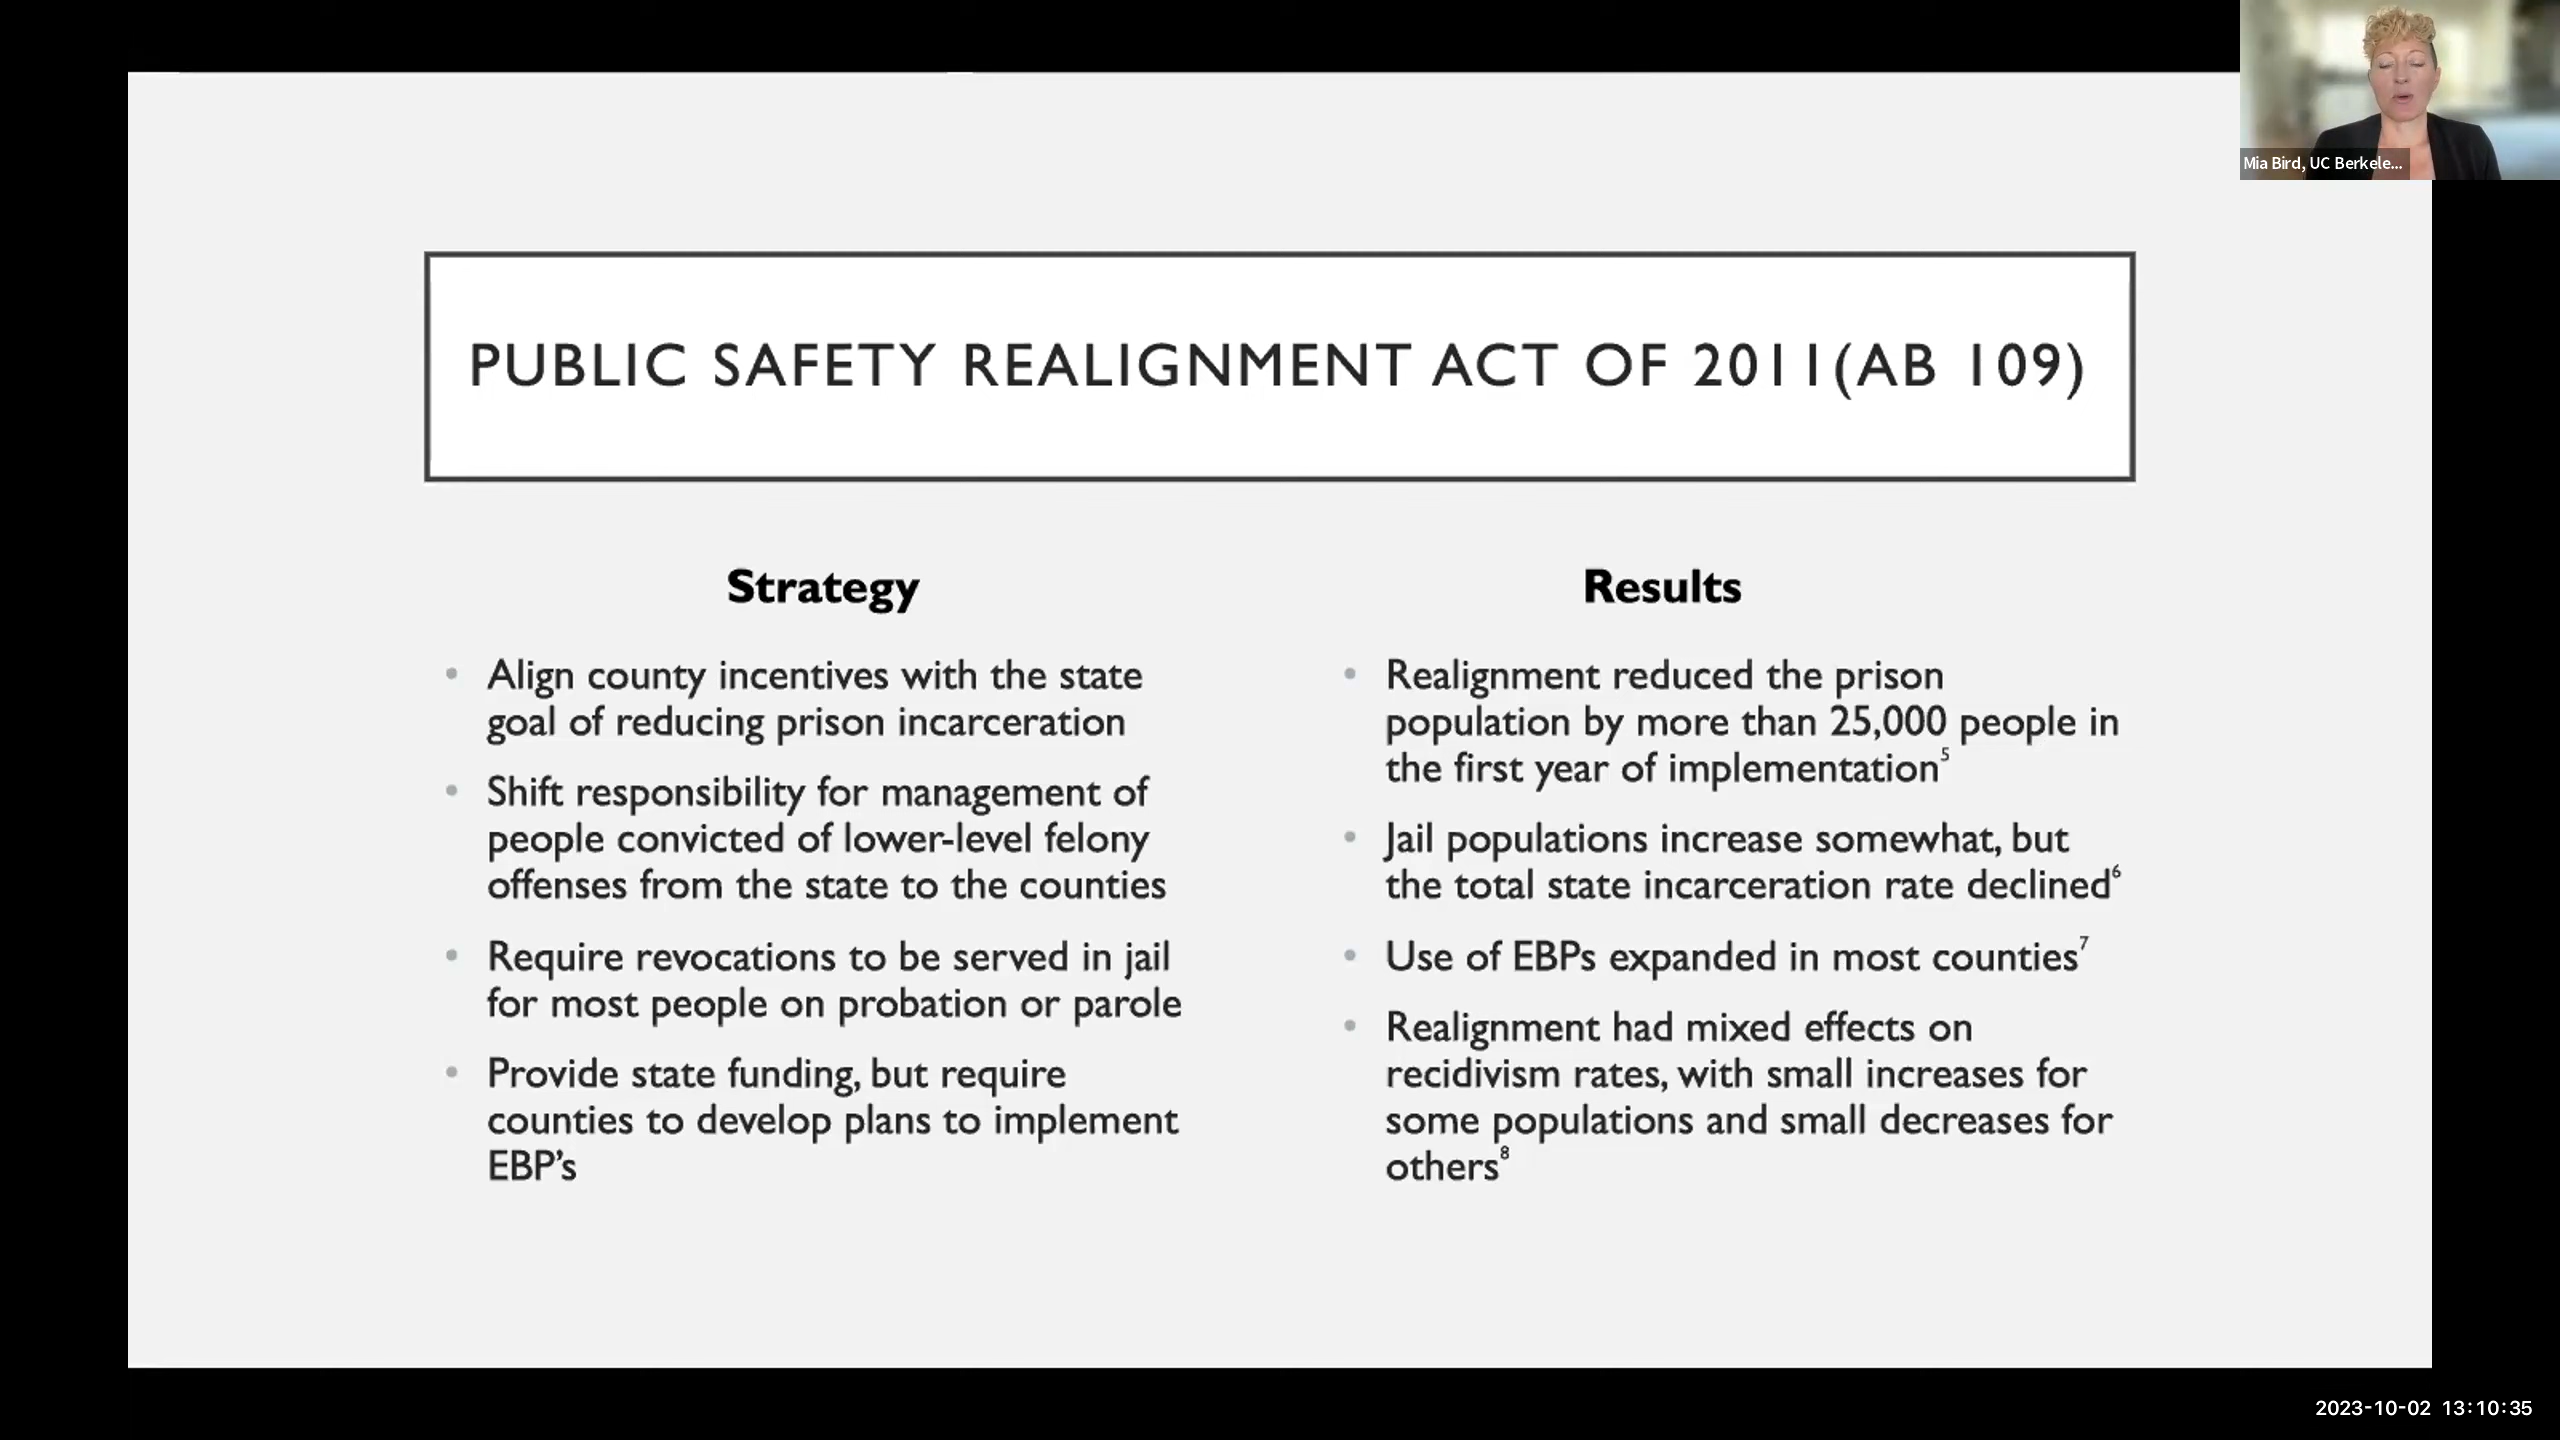 Mia Bird, UC Berkele...
PUBLIC SAFETY REALIGNMENT ACT OF 2011(AB 109)
Strategy
• Align county incentives with the state
goal of reducing prison incarceration
• Shift responsibility for management of
people convicted of lower-level felony
offenses from the state to the counties
• Require revocations to be served in jail
for most people on probation or parole
• Provide state funding, but require
counties to develop plans to implement
EBP’s
Results
• Realignment reduced the prison
population by more than 25,000 people in
the first year of implementation⁵
• Jail populations increase somewhat, but
the total state incarceration rate declined⁶
• Use of EBPs expanded in most counties⁷
• Realignment had mixed effects on
recidivism rates, with small increases for
some populations and small decreases for
others⁸
2023-10-02 13:10:35